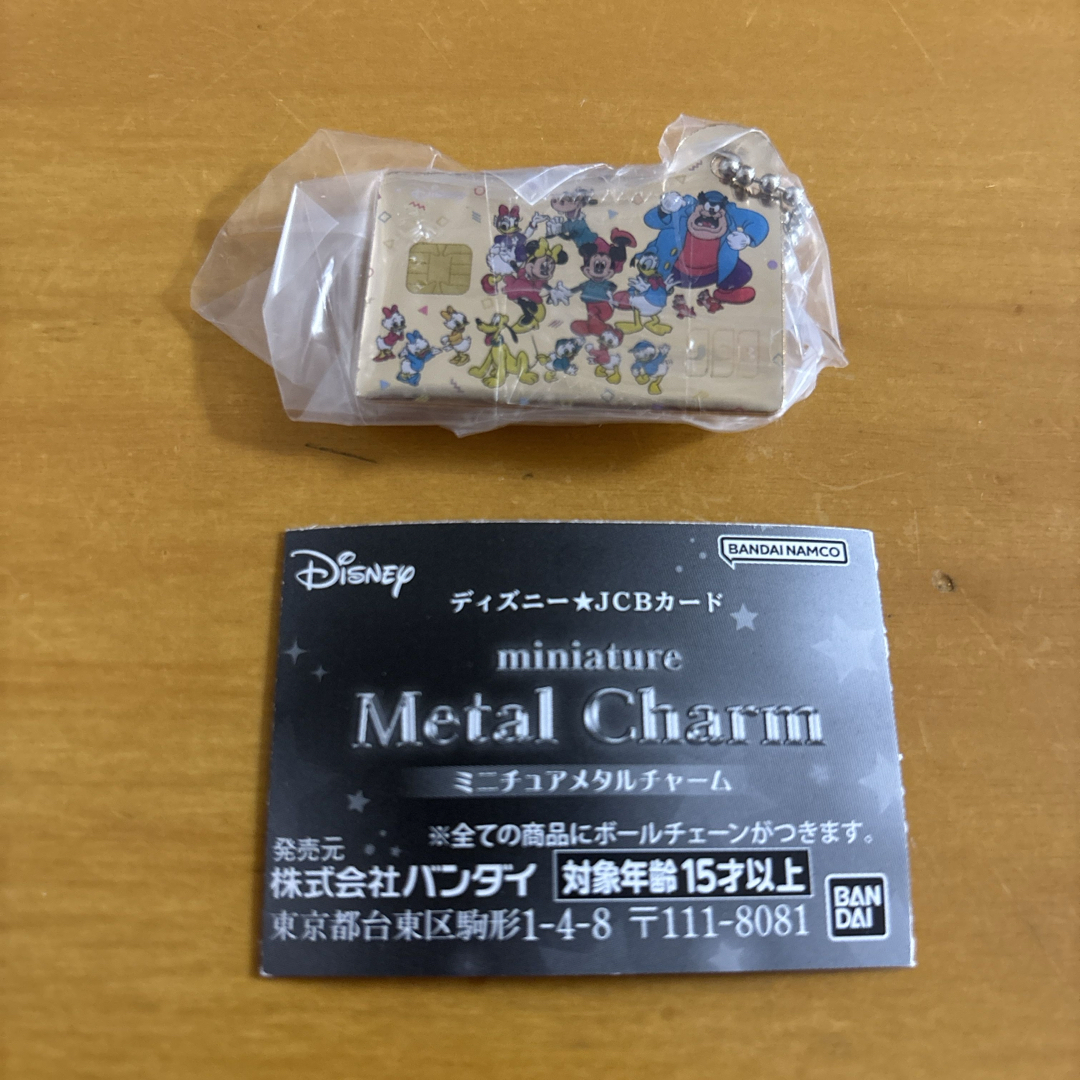 DISNEY
BANDAI NAMCO
ディズニー★JCBカード
miniature
Metal Charm
ミニチュアメタルチャーム
※全ての商品にボールチェーンがつきます。
発売元
株式会社バンダイ 対象年齢15才以上
東京都台東区駒形1-4-8 〒111-8081
BAN
DAI